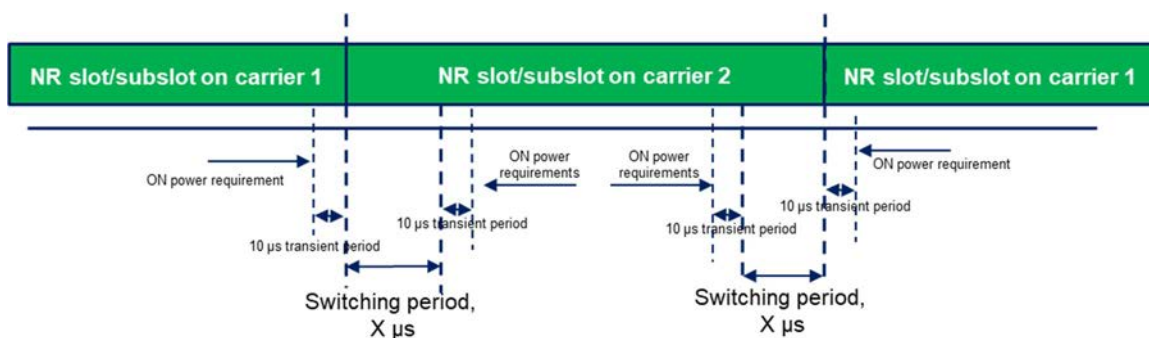 NR slot/subslot on carrier 1
NR slot/subslot on carrier 2
NR slot/subslot on carrier 1
ON power requirement
ON power
requirements
ON power
requirements
ON power requirement
10 µs transient period
10 µs transient period
10 µs transient period
10 µs transient period
Switching period,
X µs
Switching period,
X µs